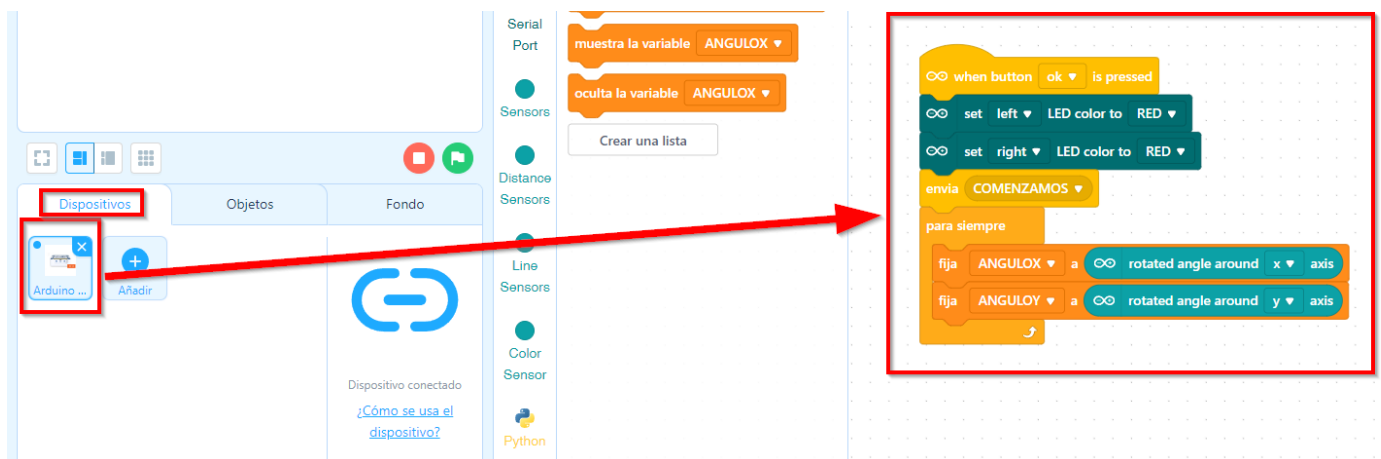 Dispositivos
Objetos
Fondo
Arduino ...
Añadir
Dispositivo conectado
¿Cómo se usa el
dispositivo?
Serial
Port
Sensors
Distance
Sensors
Line
Sensors
Color
Sensor
Python
muestra la variable ANGULOX
oculta la variable ANGULOX
Crear una lista
when button ok is pressed
set left LED color to RED
set right LED color to RED
envia COMENZAMOS
para siempre
fija ANGULOX a rotated angle around x axis
fija ANGULOY a rotated angle around y axis